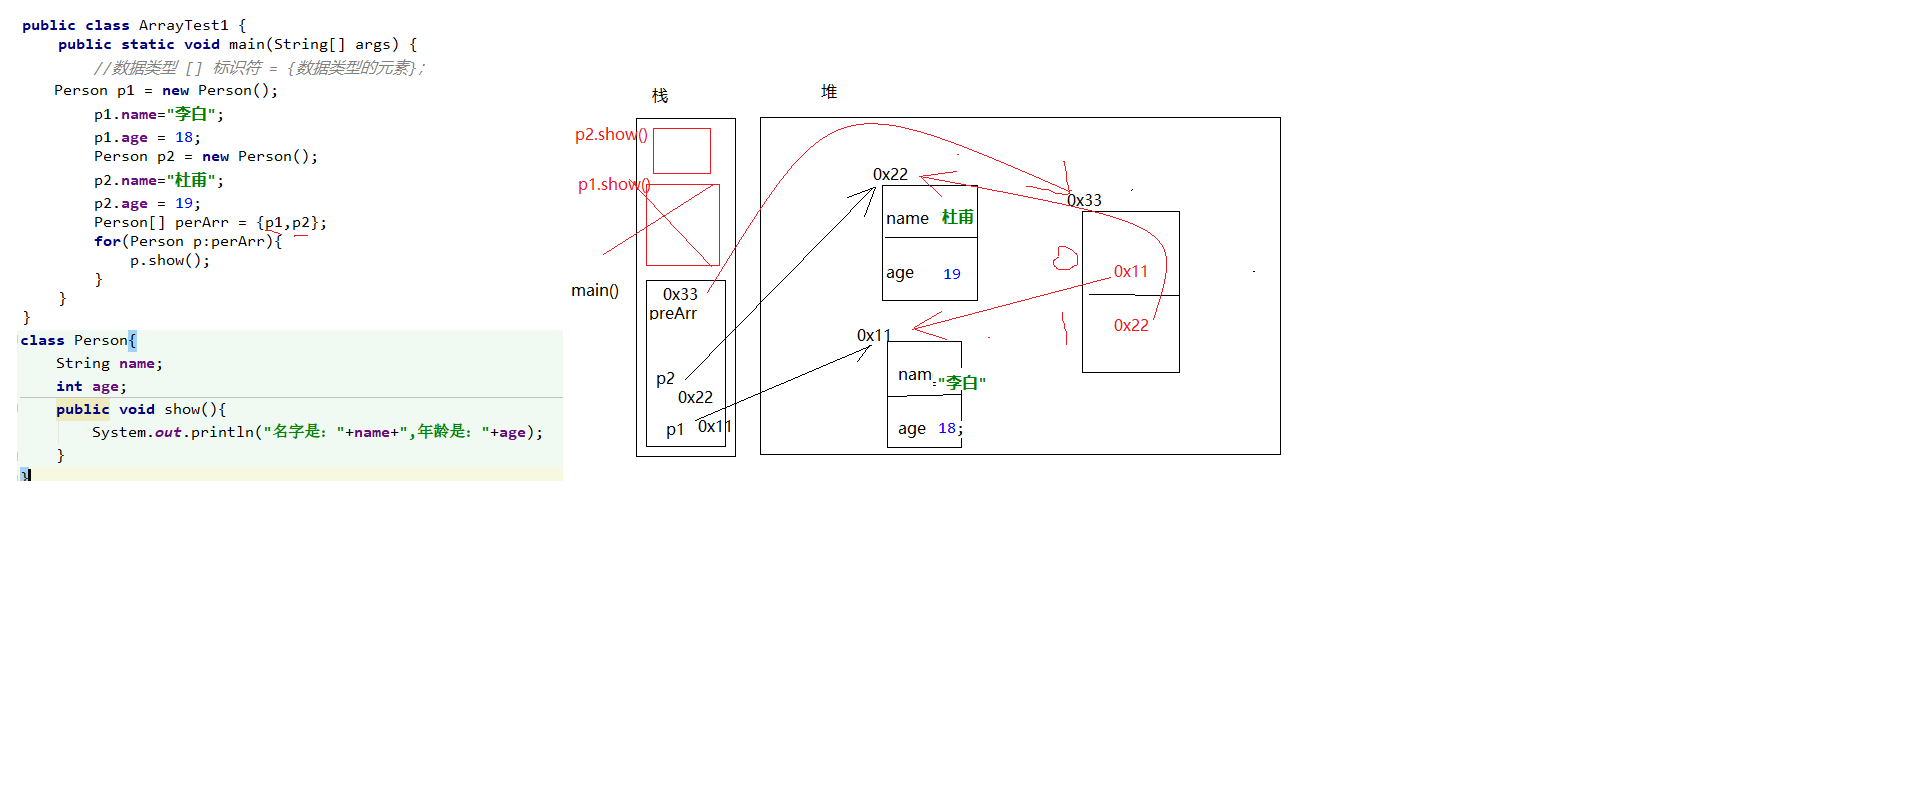 public class ArrayTest1 {
public static void main(String[] args) {
//数据类型 [] 标识符 = {数据类型的元素};
Person p1 = new Person();
p1.name="李白";
p1.age = 18;
Person p2 = new Person();
p2.name="杜甫";
p2.age = 19;
Person[] perArr = {p1,p2};
for(Person p:perArr){
p.show();
}
}
}
class Person{
String name;
int age;
public void show(){
System.out.println("名字是: "+name+",年龄是: "+age);
}
}
栈
p2.show()
p1.show()
main()
0x33
preArr
p2
0x22
p1 0x11
堆
0x22
name 杜甫
age 19
0x11
nam="李白"
age 18;
0x33
0 0x11
1 0x22